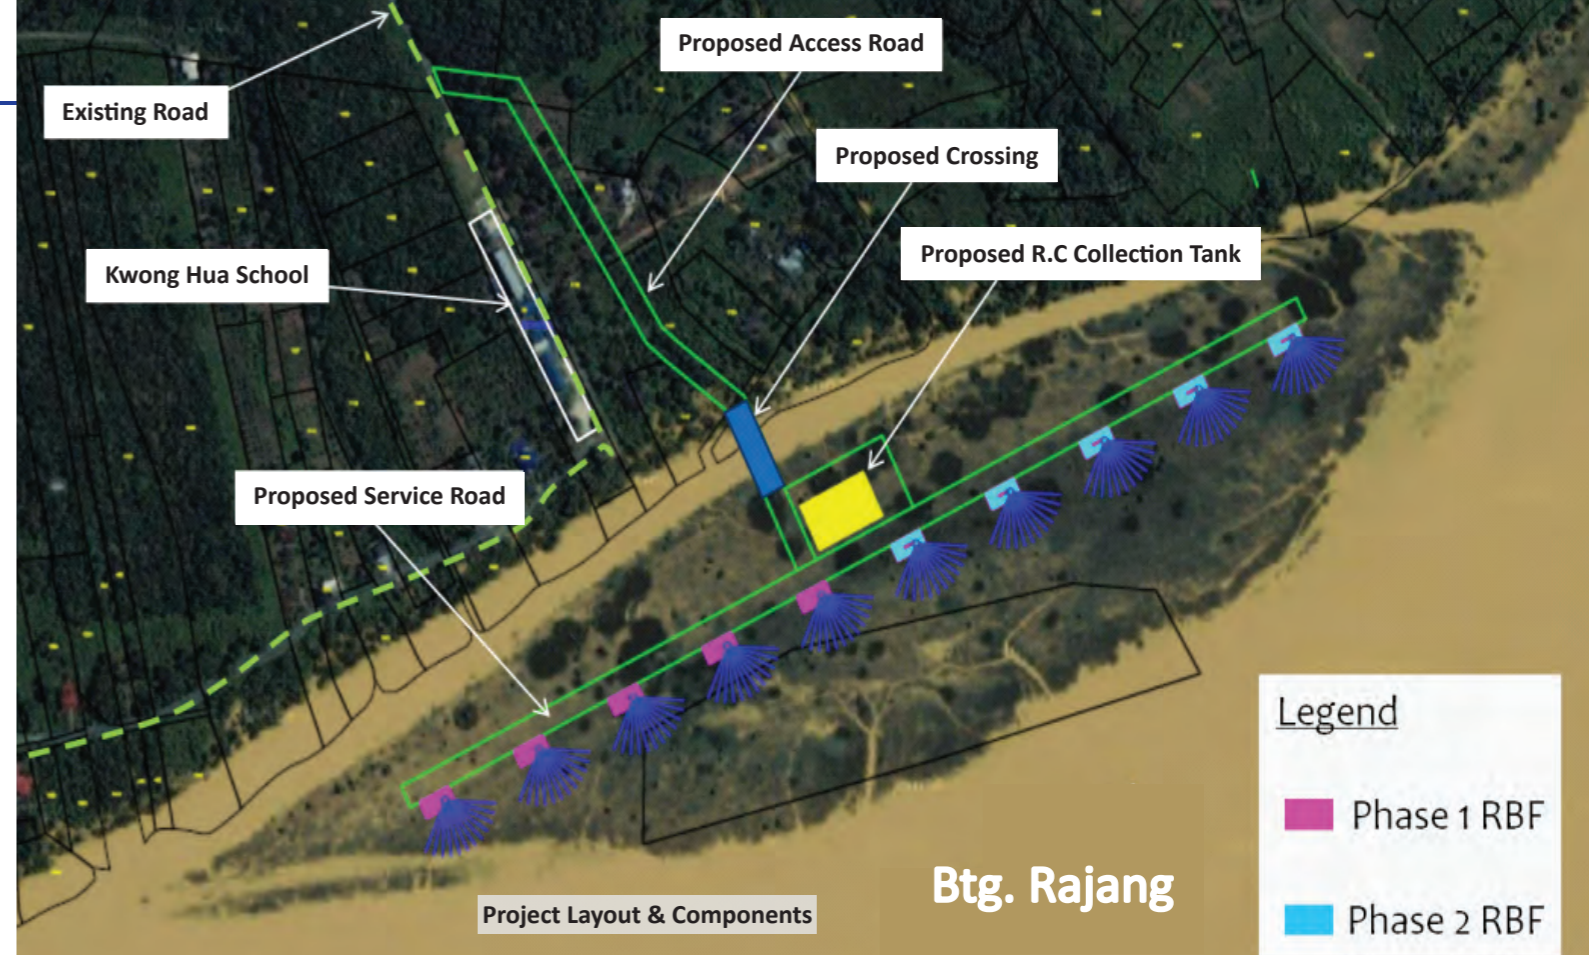 Proposed Access Road
Existing Road
Proposed Crossing
Proposed R.C Collection Tank
Kwong Hua School
Proposed Service Road
Legend
Phase 1 RBF
Phase 2 RBF
Btg. Rajang
Project Layout & Components